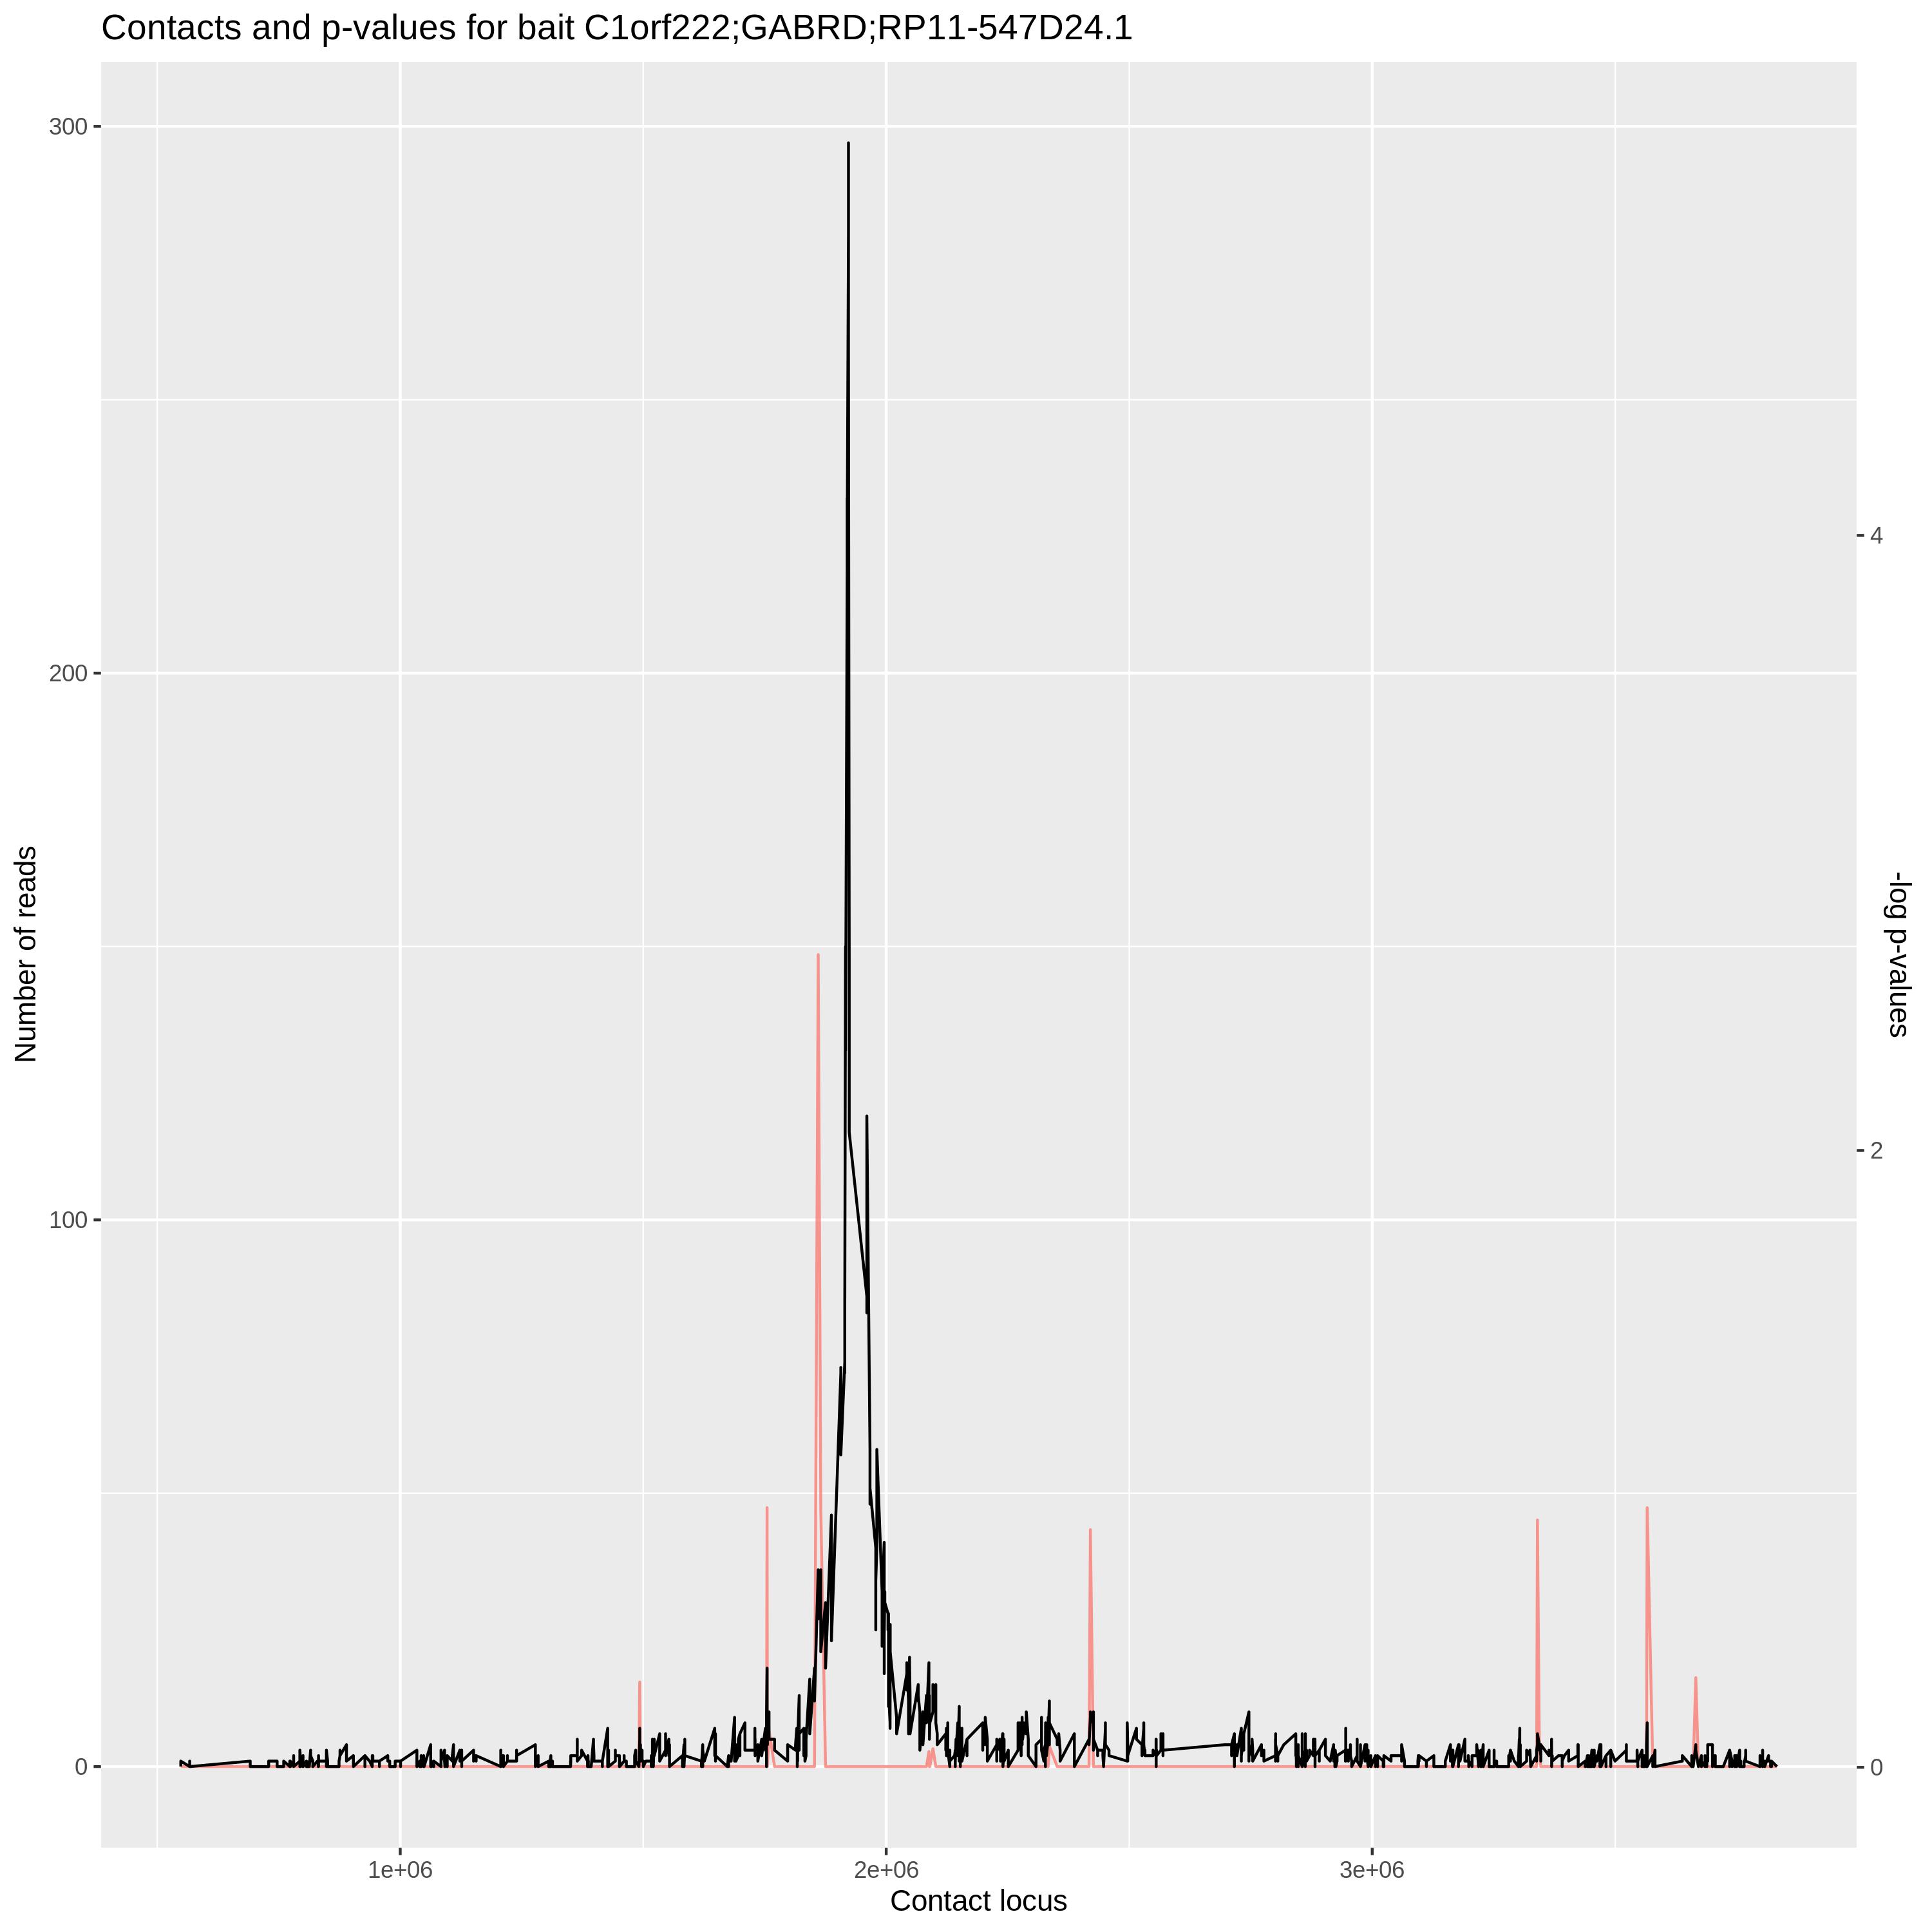 Contacts and p-values for bait C1orf222;GABRD;RP11-547D24.1
300
200
100
0
Number of reads
4
2
0
-log p-values
1e+06
2e+06
3e+06
Contact locus